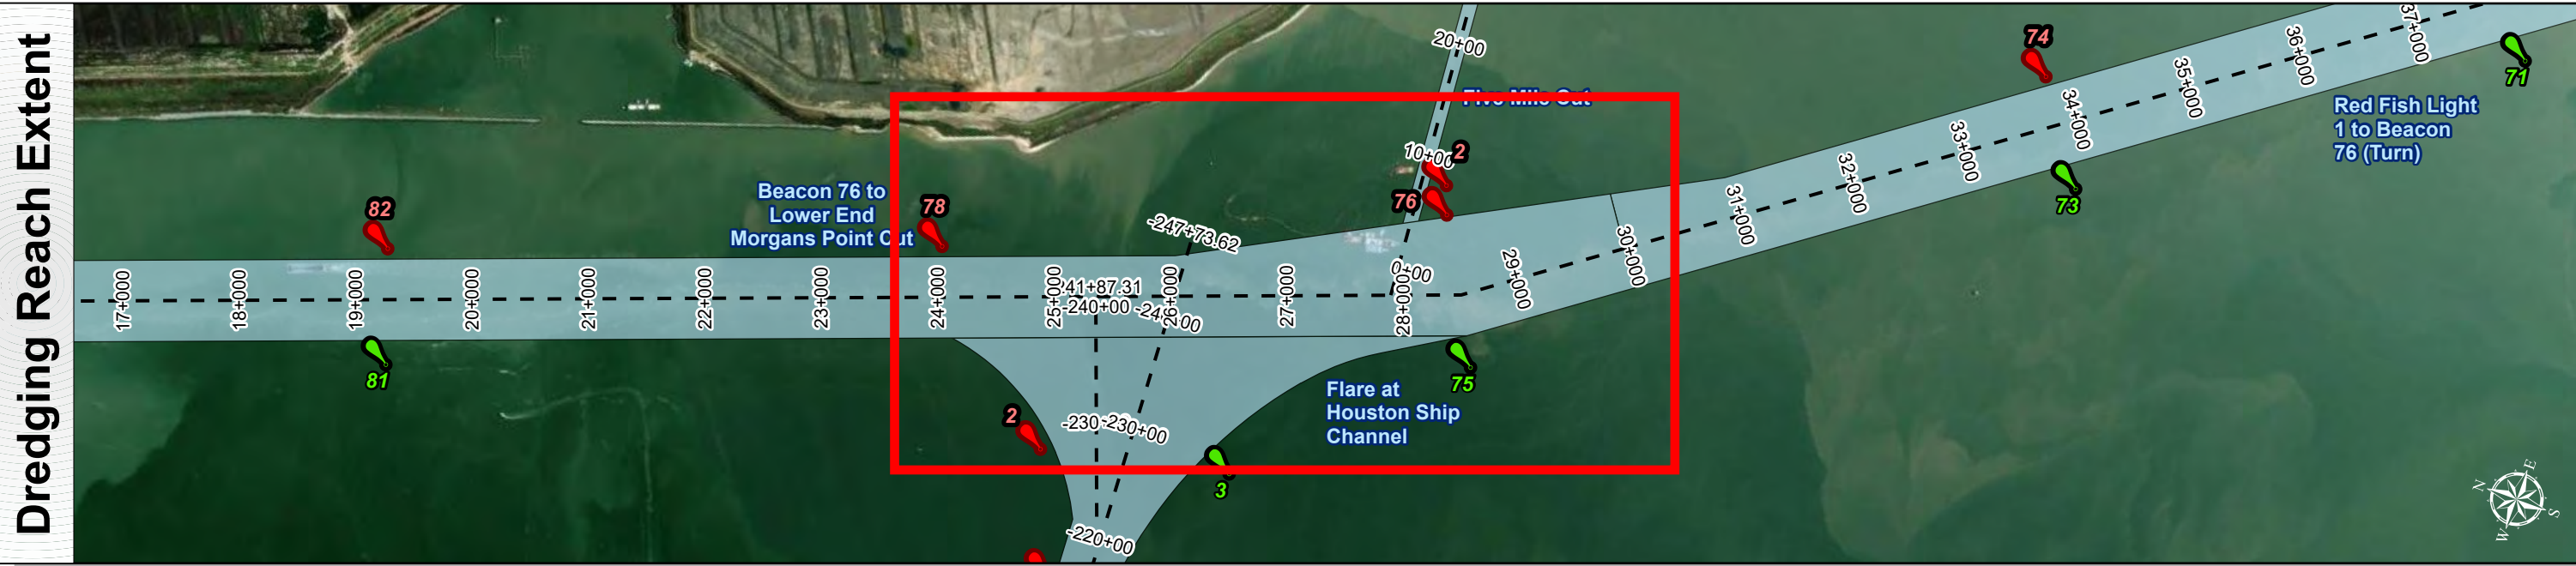 Dredging Reach Extent
20+00
37+000
74
36+000
71
Five Mile Cut
35+000
34+000
Red Fish Light
1 to Beacon
76 (Turn)
10+00
2
33+000
32+000
82
Beacon 76 to
Lower End
Morgans Point Cut
78
76
73
31+000
-247+73.62
30+000
0+00
29+000
17+000
18+000
19+000
20+000
21+000
22+000
23+000
24+000
25+000
26+000
27+000
28+000
41+87.31
-240+00
81
75
Flare at
Houston Ship
Channel
2
-230
-230+00
3
-220+00
N
E
S
W